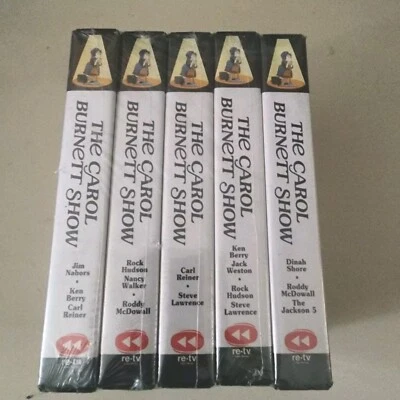 THE CAROL
BURNETT SHOW
Jim Nabors
•
Ken Berry
Carl Reiner
re-tv
THE CAROL
BURNETT SHOW
Rock
Hudson
Nancy
Walker
•
Roddy
McDowall
re-tv
THE CAROL
BURNETT SHOW
Carl Reiner
•
Steve
Lawrence
re-tv
THE CAROL
BURNETT SHOW
Ken
Berry
Jack
Weston
•
Rock
Hudson
Steve
Lawrence
re-tv
THE CAROL
BURNETT SHOW
Dinah
Shore
•
Roddy
McDowall
The
Jackson 5
re-tv